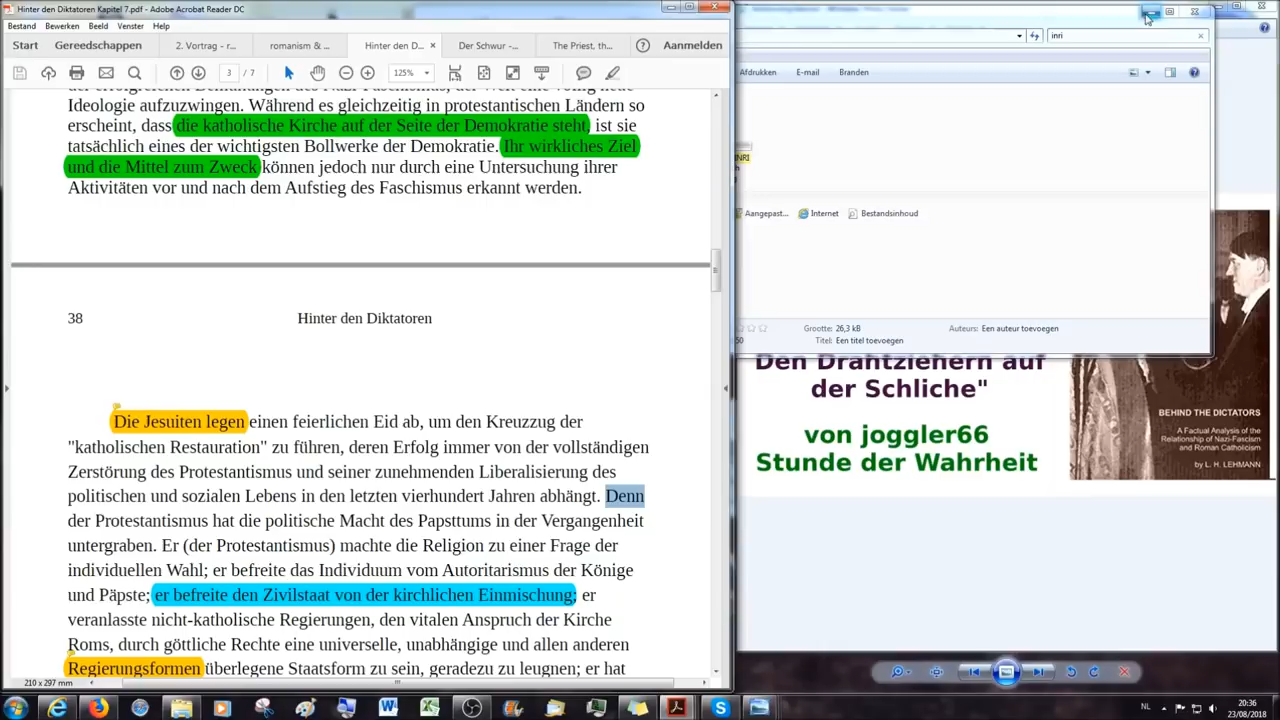 Hinter den Diktatoren Kapitel 7.pdf - Adobe Acrobat Reader DC
Bestand Bewerken Beeld Venster Help
Start Gereedschappen 2. Vortrag - r... romanism & ... Hinter den D... × Der Schwur -... The Priest, th... Aanmelden
3 / 7 125%
Ideologie aufzuzwingen. Während es gleichzeitig in protestantischen Ländern so
erscheint, dass die katholische Kirche auf der Seite der Demokratie steht, ist sie
tatsächlich eines der wichtigsten Bollwerke der Demokratie. Ihr wirkliches Ziel
und die Mittel zum Zweck können jedoch nur durch eine Untersuchung ihrer
Aktivitäten vor und nach dem Aufstieg des Faschismus erkannt werden.
38 Hinter den Diktatoren
Die Jesuiten legen einen feierlichen Eid ab, um den Kreuzzug der
"katholischen Restauration" zu führen, deren Erfolg immer von der vollständigen
Zerstörung des Protestantismus und seiner zunehmenden Liberalisierung des
politischen und sozialen Lebens in den letzten vierhundert Jahren abhängt. Denn
der Protestantismus hat die politische Macht des Papsttums in der Vergangenheit
untergraben. Er (der Protestantismus) machte die Religion zu einer Frage der
individuellen Wahl; er befreite das Individuum vom Autoritarismus der Könige
und Päpste; er befreite den Zivilstaat von der kirchlichen Einmischung; er
veranlasste nicht-katholische Regierungen, den vitalen Anspruch der Kirche
Roms, durch göttliche Rechte eine universelle, unabhängige und allen anderen
Regierungsformen überlegene Staatsform zu sein, geradezu zu leugnen; er hat
210 x 297 mm
inri
Afdrukken E-mail Branden
INRI
Aangepast... Internet Bestandsinhoud
Grootte: 26,3 kB Auteurs: Een auteur toevoegen
Titel: Een titel toevoegen
Den Drahtziehern auf
der Schliche"
von joggler66
Stunde der Wahrheit
BEHIND THE DICTATORS
A Factual Analysis of the
Relationship of Nazi-Fascism
and Roman Catholicism
by L. H. LEHMANN
NL 20:36
23/08/2018